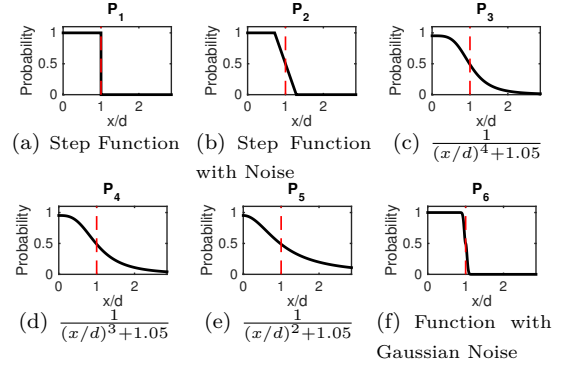 P1
P2
P3
Probability
1
0.5
0
0
1
2
x/d
Probability
1
0.5
0
0
1
2
x/d
Probability
1
0.5
0
0
1
2
x/d
(a) Step Function
(b) Step Function
with Noise
(c) 1/((x/d)^4+1.05)
P4
P5
P6
Probability
1
0.5
0
0
1
2
x/d
Probability
1
0.5
0
0
1
2
x/d
Probability
1
0.5
0
0
1
2
x/d
(d) 1/((x/d)^3+1.05)
(e) 1/((x/d)^2+1.05)
(f) Function with
Gaussian Noise